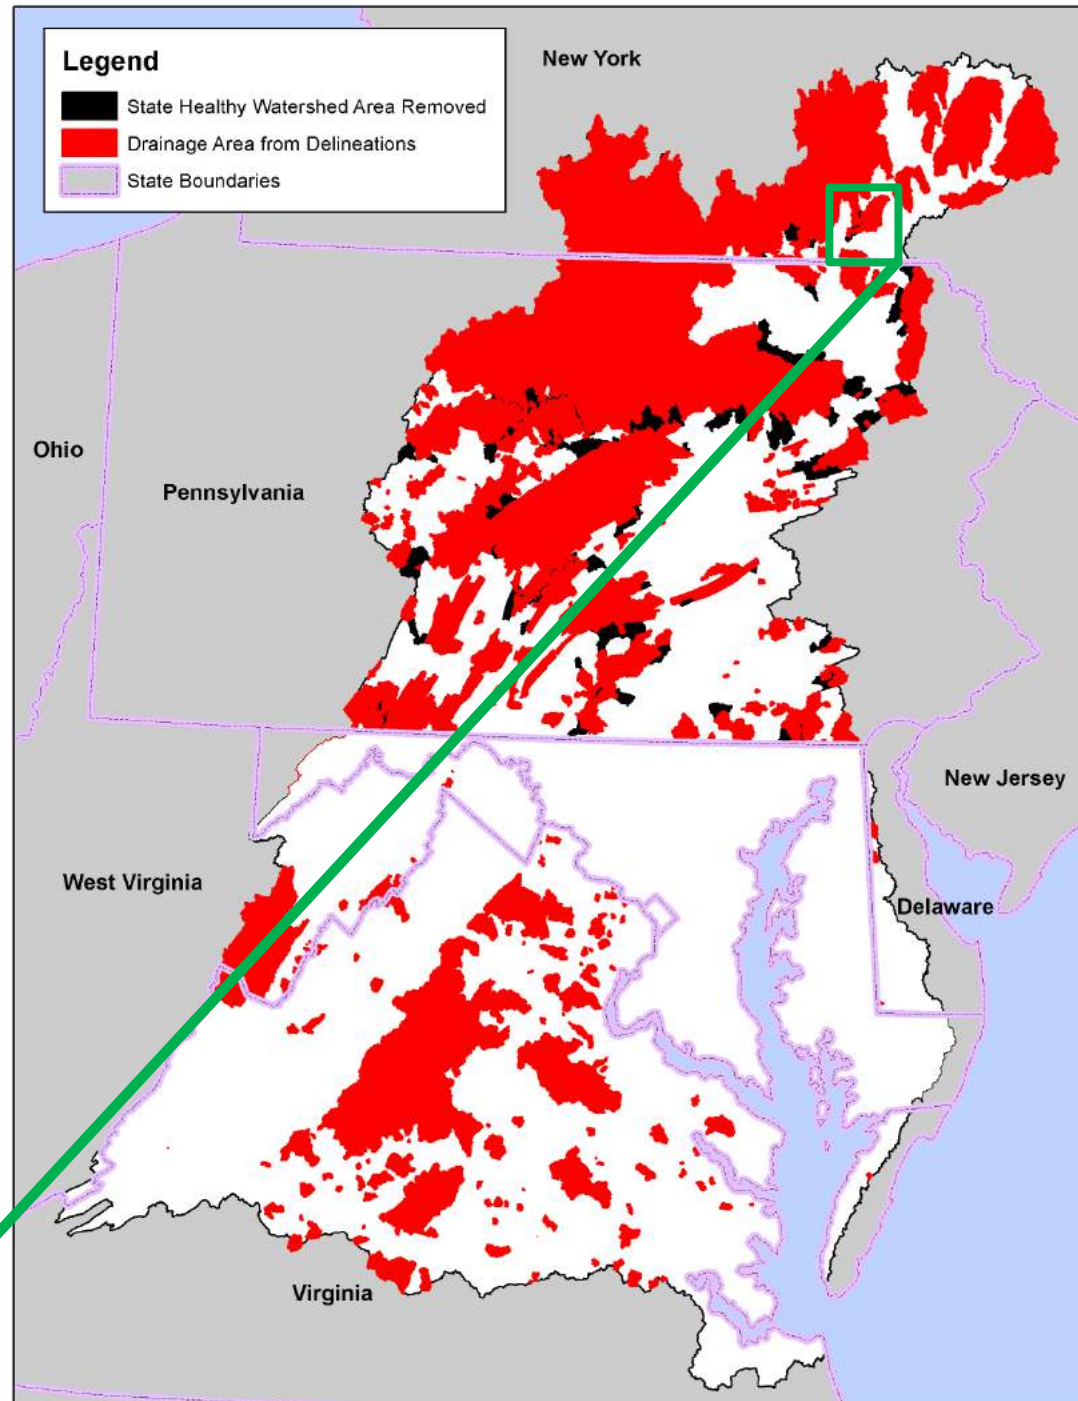 Legend
State Healthy Watershed Area Removed
Drainage Area from Delineations
State Boundaries
New York
Ohio
Pennsylvania
New Jersey
West Virginia
Delaware
Virginia